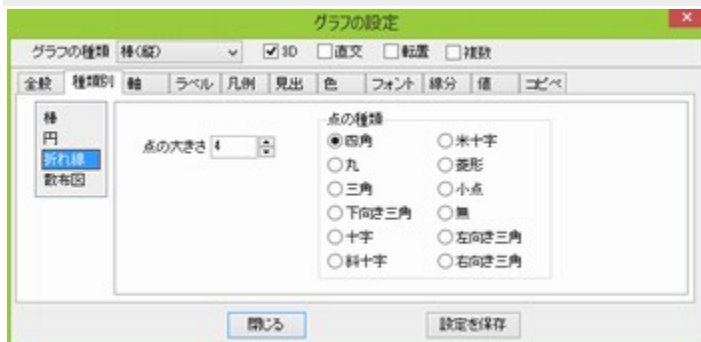 グラフの設定
グラフの種類 棒(縦) 3D 直交 転置 複数
全般 種類別 軸 ラベル 凡例 見出 色 フォント 線分 値 コピペ
棒
円
折れ線
散布図
点の大きさ 4
点の種類
四角 米十字
丸 菱形
三角 小点
下向き三角 無
十字 左向き三角
斜十字 右向き三角
閉じる 設定を保存